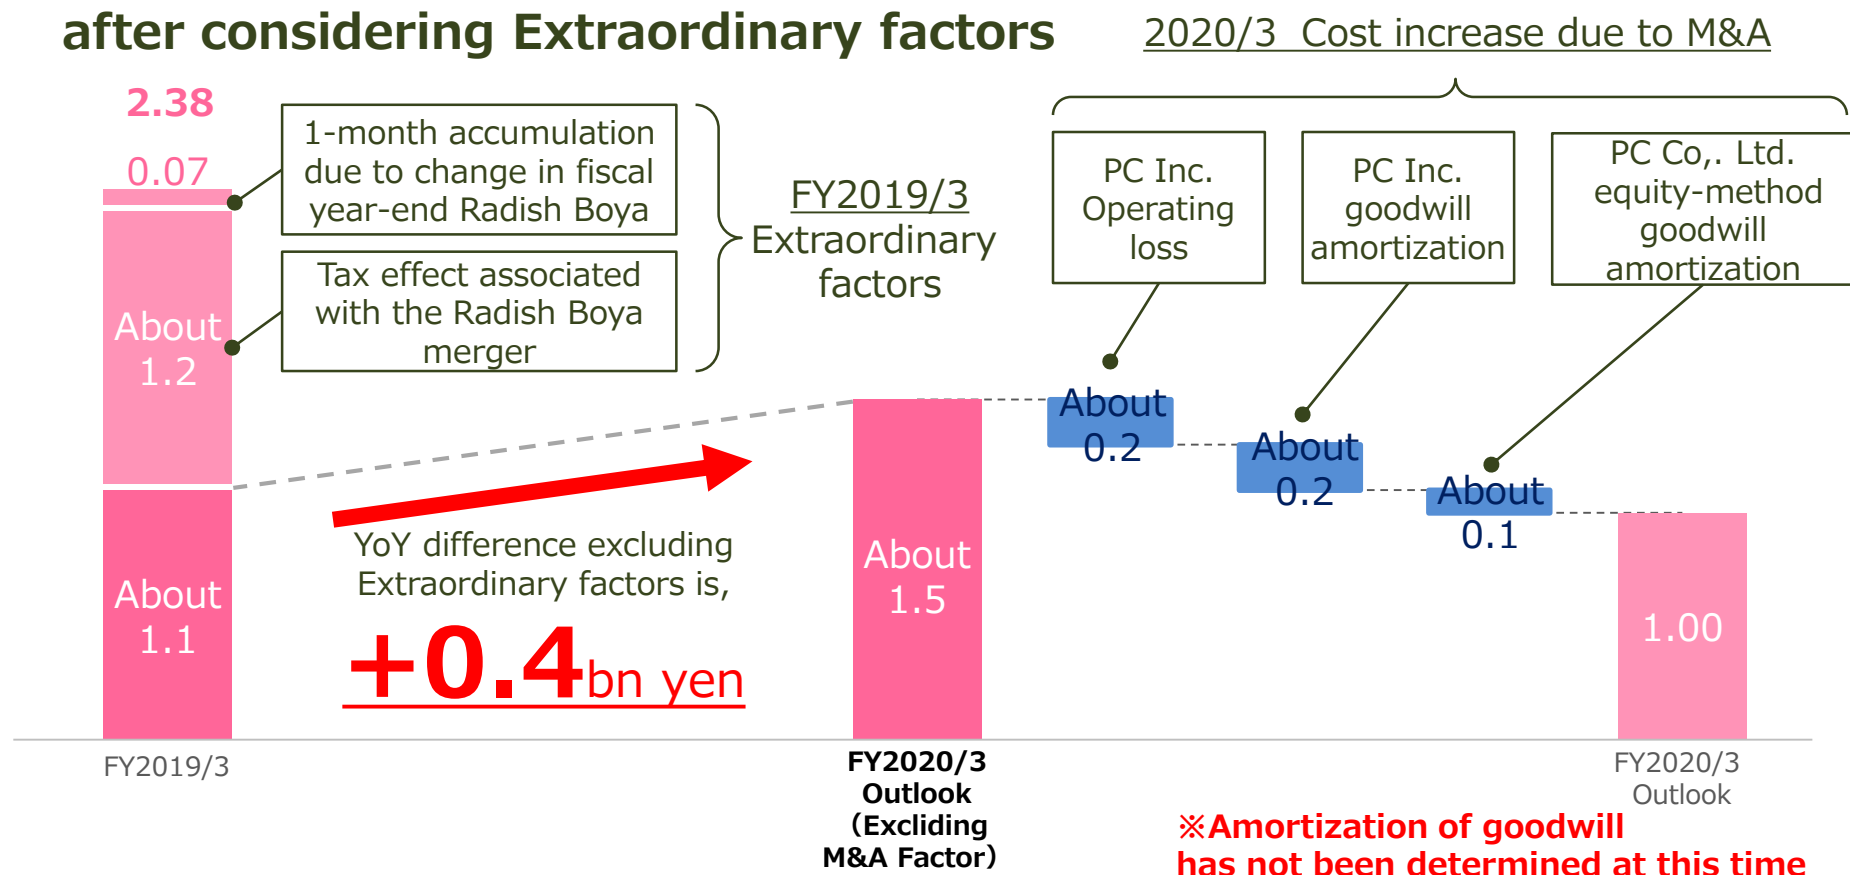 after considering Extraordinary factors
2020/3  Cost increase due to M&A
2.38
0.07
About
1.2
About
1.1
1-month accumulation
due to change in fiscal
year-end Radish Boya
Tax effect associated
with the Radish Boya
merger
FY2019/3
Extraordinary
factors
PC Inc.
Operating
loss
PC Inc.
goodwill
amortization
PC Co,. Ltd.
equity-method
goodwill
amortization
YoY difference excluding
Extraordinary factors is,
+0.4bn yen
About
1.5
About
0.2
About
0.2
About
0.1
1.00
FY2019/3
FY2020/3
Outlook
（Excliding
M&A Factor）
FY2020/3
Outlook
※Amortization of goodwill
has not been determined at this time